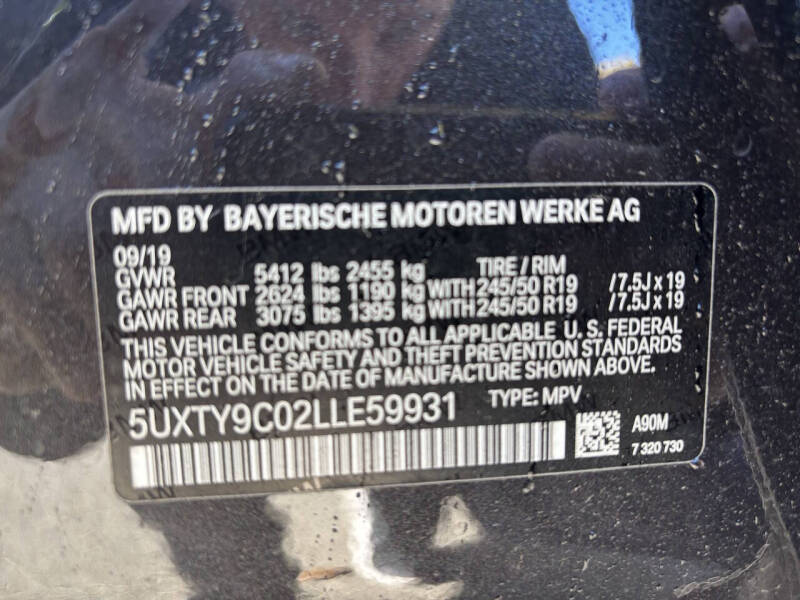 MFD BY BAYERISCHE MOTOREN WERKE AG
09/19
GVWR 5412 lbs 2455 kg TIRE / RIM
GAWR FRONT 2624 lbs 1190 kg WITH 245/50 R19 / 7.5J x 19
GAWR REAR 3075 lbs 1395 kg WITH 245/50 R19 / 7.5J x 19
THIS VEHICLE CONFORMS TO ALL APPLICABLE U. S. FEDERAL
MOTOR VEHICLE SAFETY AND THEFT PREVENTION STANDARDS
IN EFFECT ON THE DATE OF MANUFACTURE SHOWN ABOVE.
5UXTY9C02LLE59931 TYPE: MPV
A90M
7 320 730